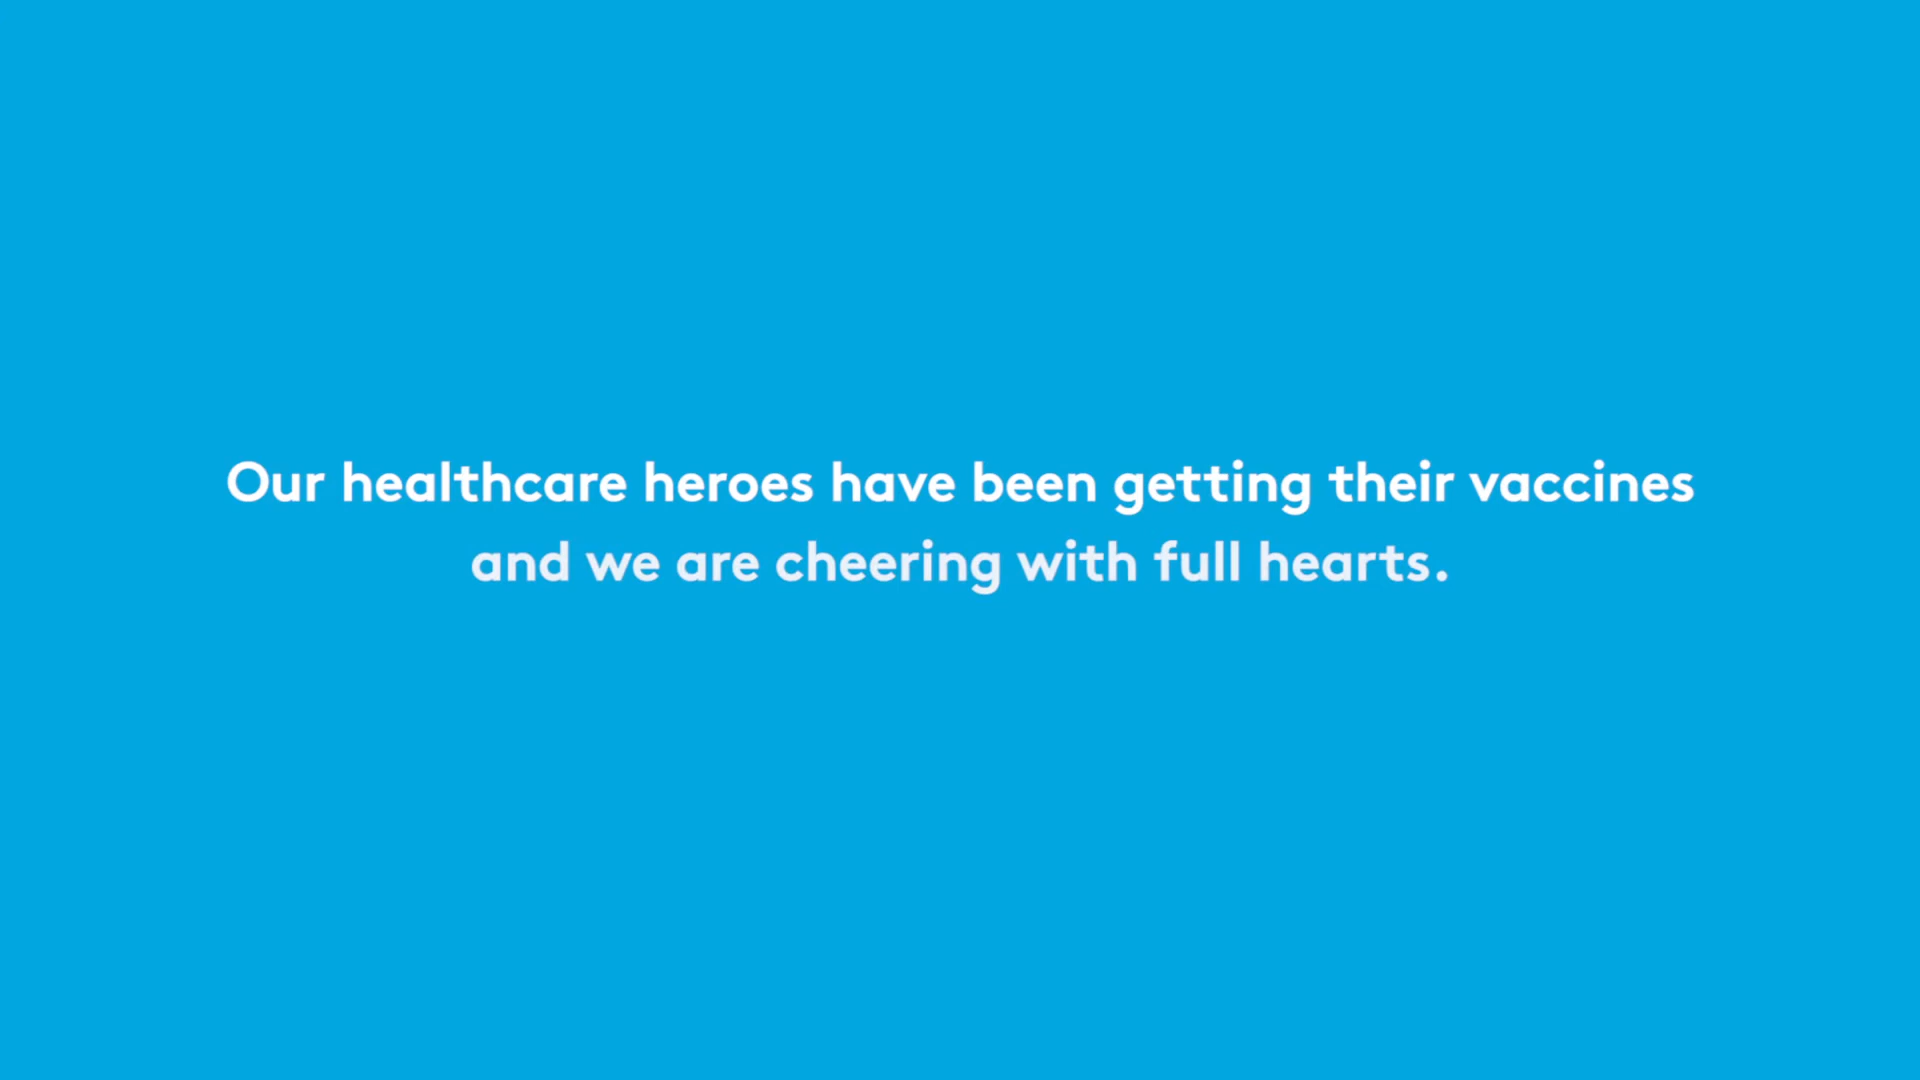 Our healthcare heroes have been getting their vaccines
and we are cheering with full hearts.